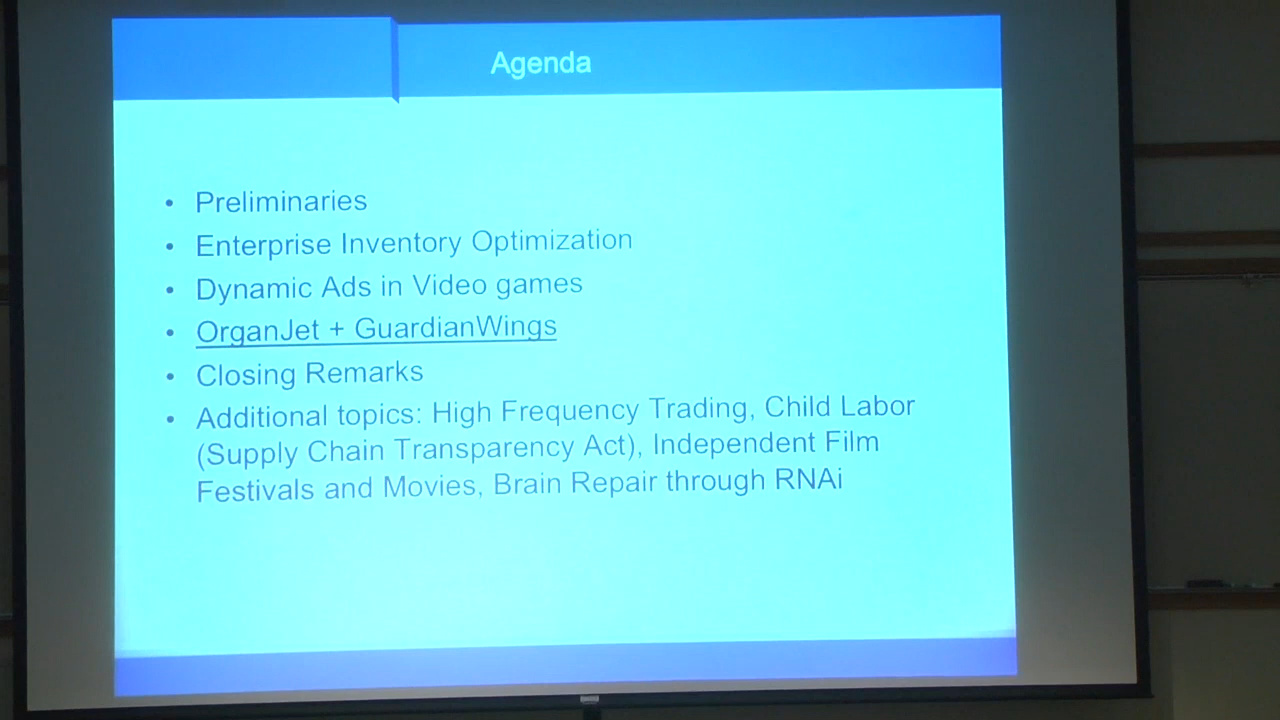 Agenda
• Preliminaries
• Enterprise Inventory Optimization
• Dynamic Ads in Video games
• OrganJet + GuardianWings
• Closing Remarks
• Additional topics: High Frequency Trading, Child Labor
(Supply Chain Transparency Act), Independent Film
Festivals and Movies, Brain Repair through RNAi